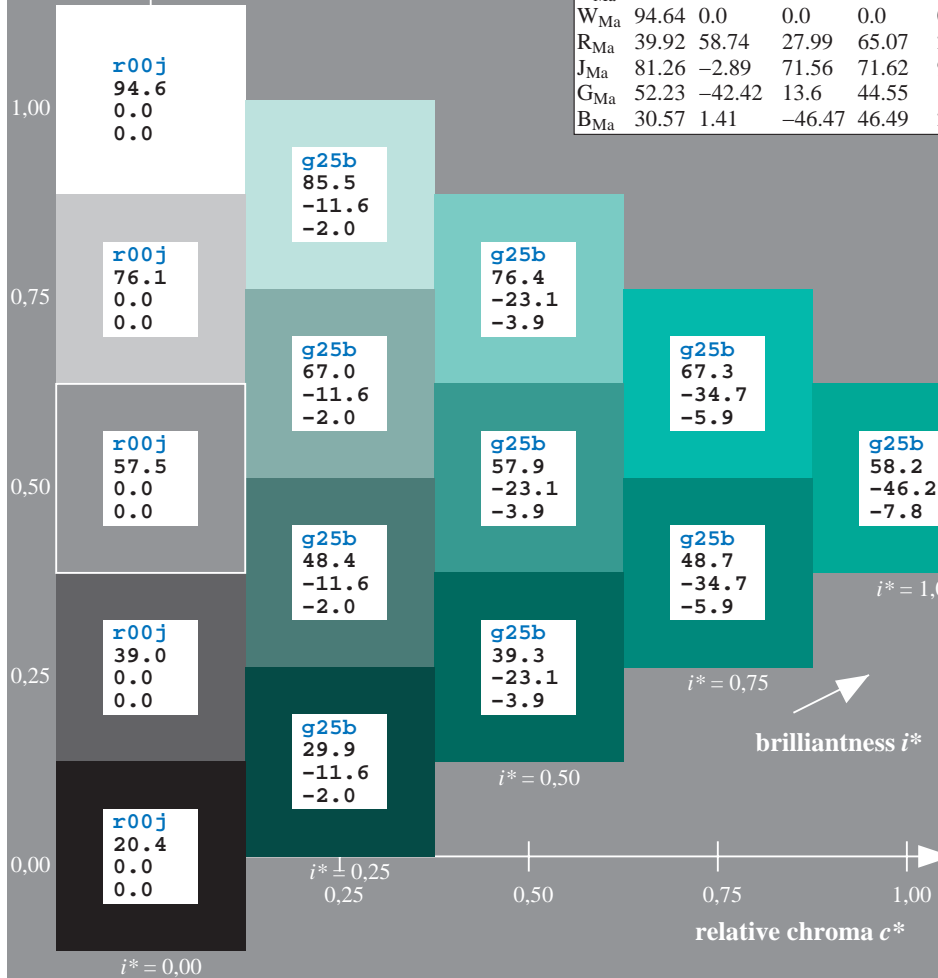 W Ma 94.64 0.0 0.0 0.0
R Ma 39.92 58.74 27.99 65.07
J Ma 81.26 −2.89 71.56 71.62
G Ma 52.23 −42.42 13.6 44.55
B Ma 30.57 1.41 −46.47 46.49
r00j
94.6
0.0
0.0
1,00
g25b
85.5
-11.6
-2.0
r00j
76.1
0.0
0.0
g25b
76.4
-23.1
-3.9
0,75
g25b
67.0
-11.6
-2.0
g25b
67.3
-34.7
-5.9
r00j
57.5
0.0
0.0
g25b
57.9
-23.1
-3.9
g25b
58.2
-46.2
-7.8
0,50
g25b
48.4
-11.6
-2.0
g25b
48.7
-34.7
-5.9
i* = 1,0
r00j
39.0
0.0
0.0
g25b
39.3
-23.1
-3.9
0,25
i* = 0,75
g25b
29.9
-11.6
-2.0
brilliantness i*
i* = 0,50
r00j
20.4
0.0
0.0
0,00
i* = 0,25
0,25 0,50 0,75 1,00
relative chroma c*
i* = 0,00